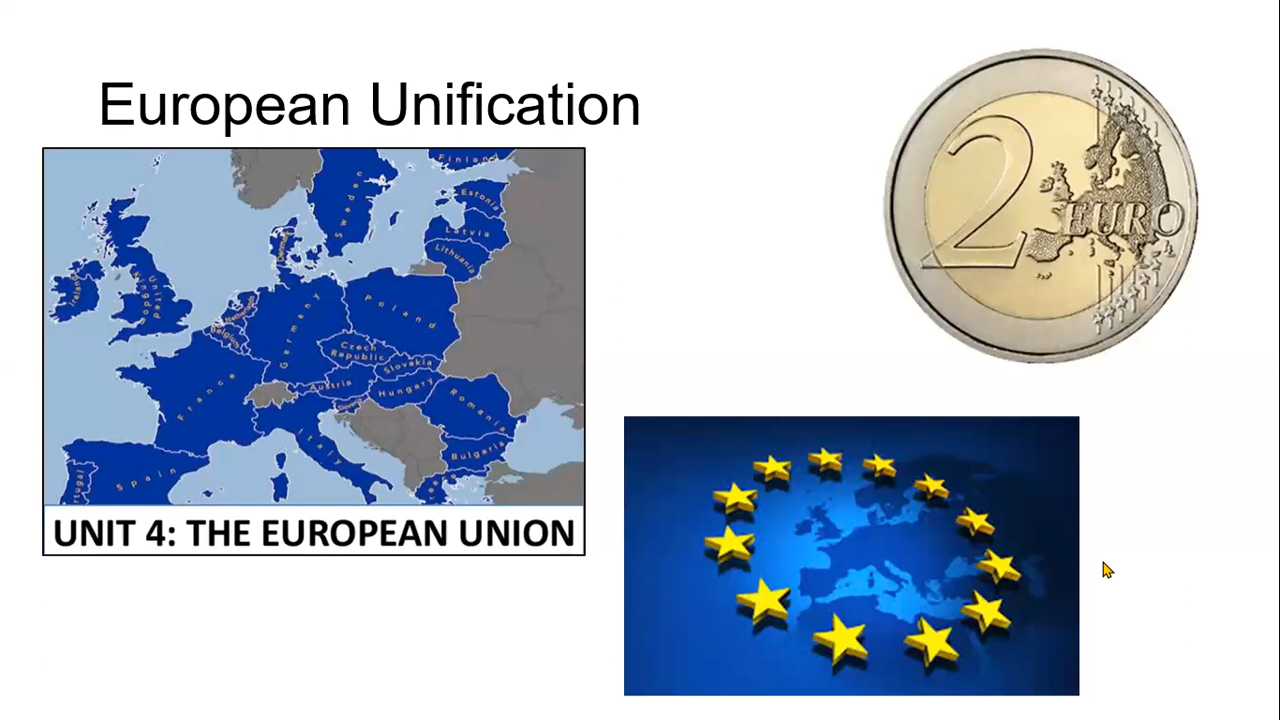 European Unification
Finland
Sweden
Estonia
Latvia
Lithuania
Denmark
Ireland
United
Kingdom
Netherlands
Belgium
Germany
Poland
Czech
Republic
Slovakia
Austria
Hungary
France
Romania
Italy
Bulgaria
Spain
UNIT 4: THE EUROPEAN UNION
2
EURO